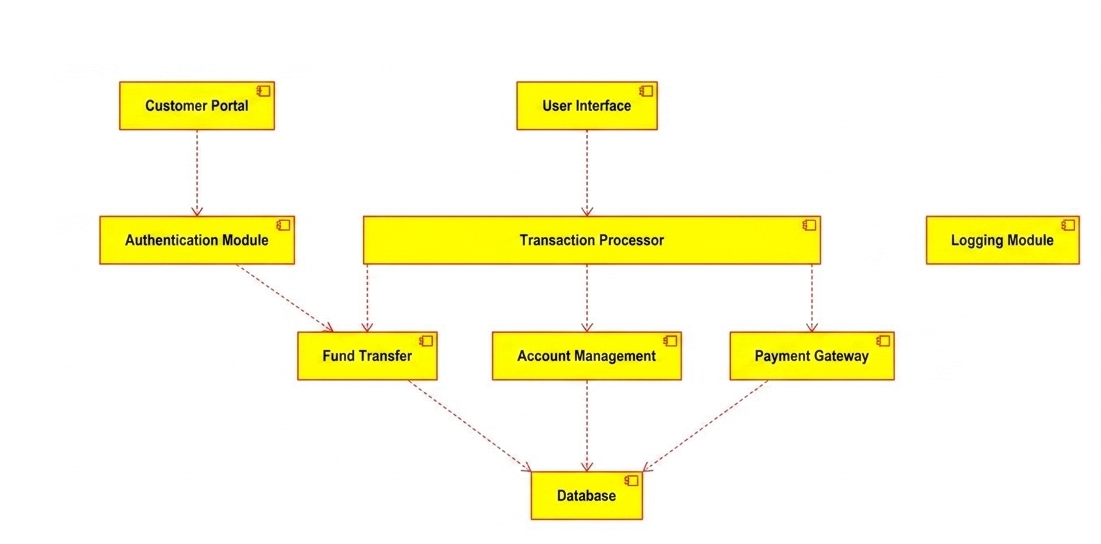 Customer Portal
User Interface
Authentication Module
Transaction Processor
Logging Module
Fund Transfer
Account Management
Payment Gateway
Database